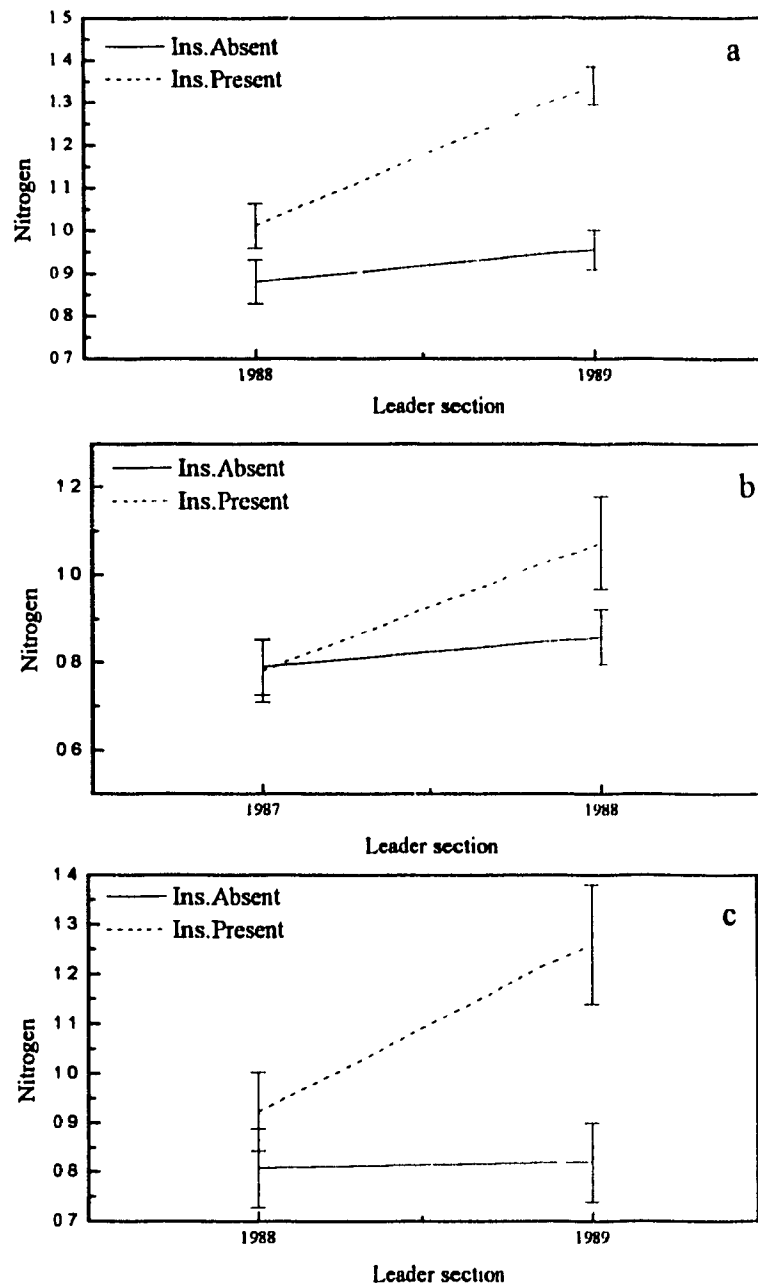 a
Ins.Absent
Ins.Present
Nitrogen
1.5
1.4
1.3
1.2
1.1
1 0
0 9
0 8
0 7
1988 1989
Leader section
b
Ins.Absent
Ins.Present
Nitrogen
1 2
1 0
0 8
0 6
1987 1988
Leader section
c
Ins.Absent
Ins.Present
Nitrogen
1 4
1 3
1 2
1 1
1 0
0 9
0 8
0 7
1988 1989
Leader section